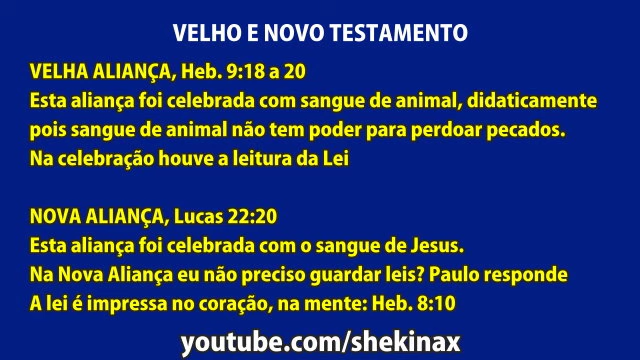 VELHO E NOVO TESTAMENTO
VELHA ALIANÇA, Heb. 9:18 a 20
Esta aliança foi celebrada com sangue de animal, didaticamente
pois sangue de animal não tem poder para perdoar pecados.
Na celebração houve a leitura da Lei
NOVA ALIANÇA, Lucas 22:20
Esta aliança foi celebrada com o sangue de Jesus.
Na Nova Aliança eu não preciso guardar leis? Paulo responde
A lei é impressa no coração, na mente: Heb. 8:10
youtube.com/shekinax